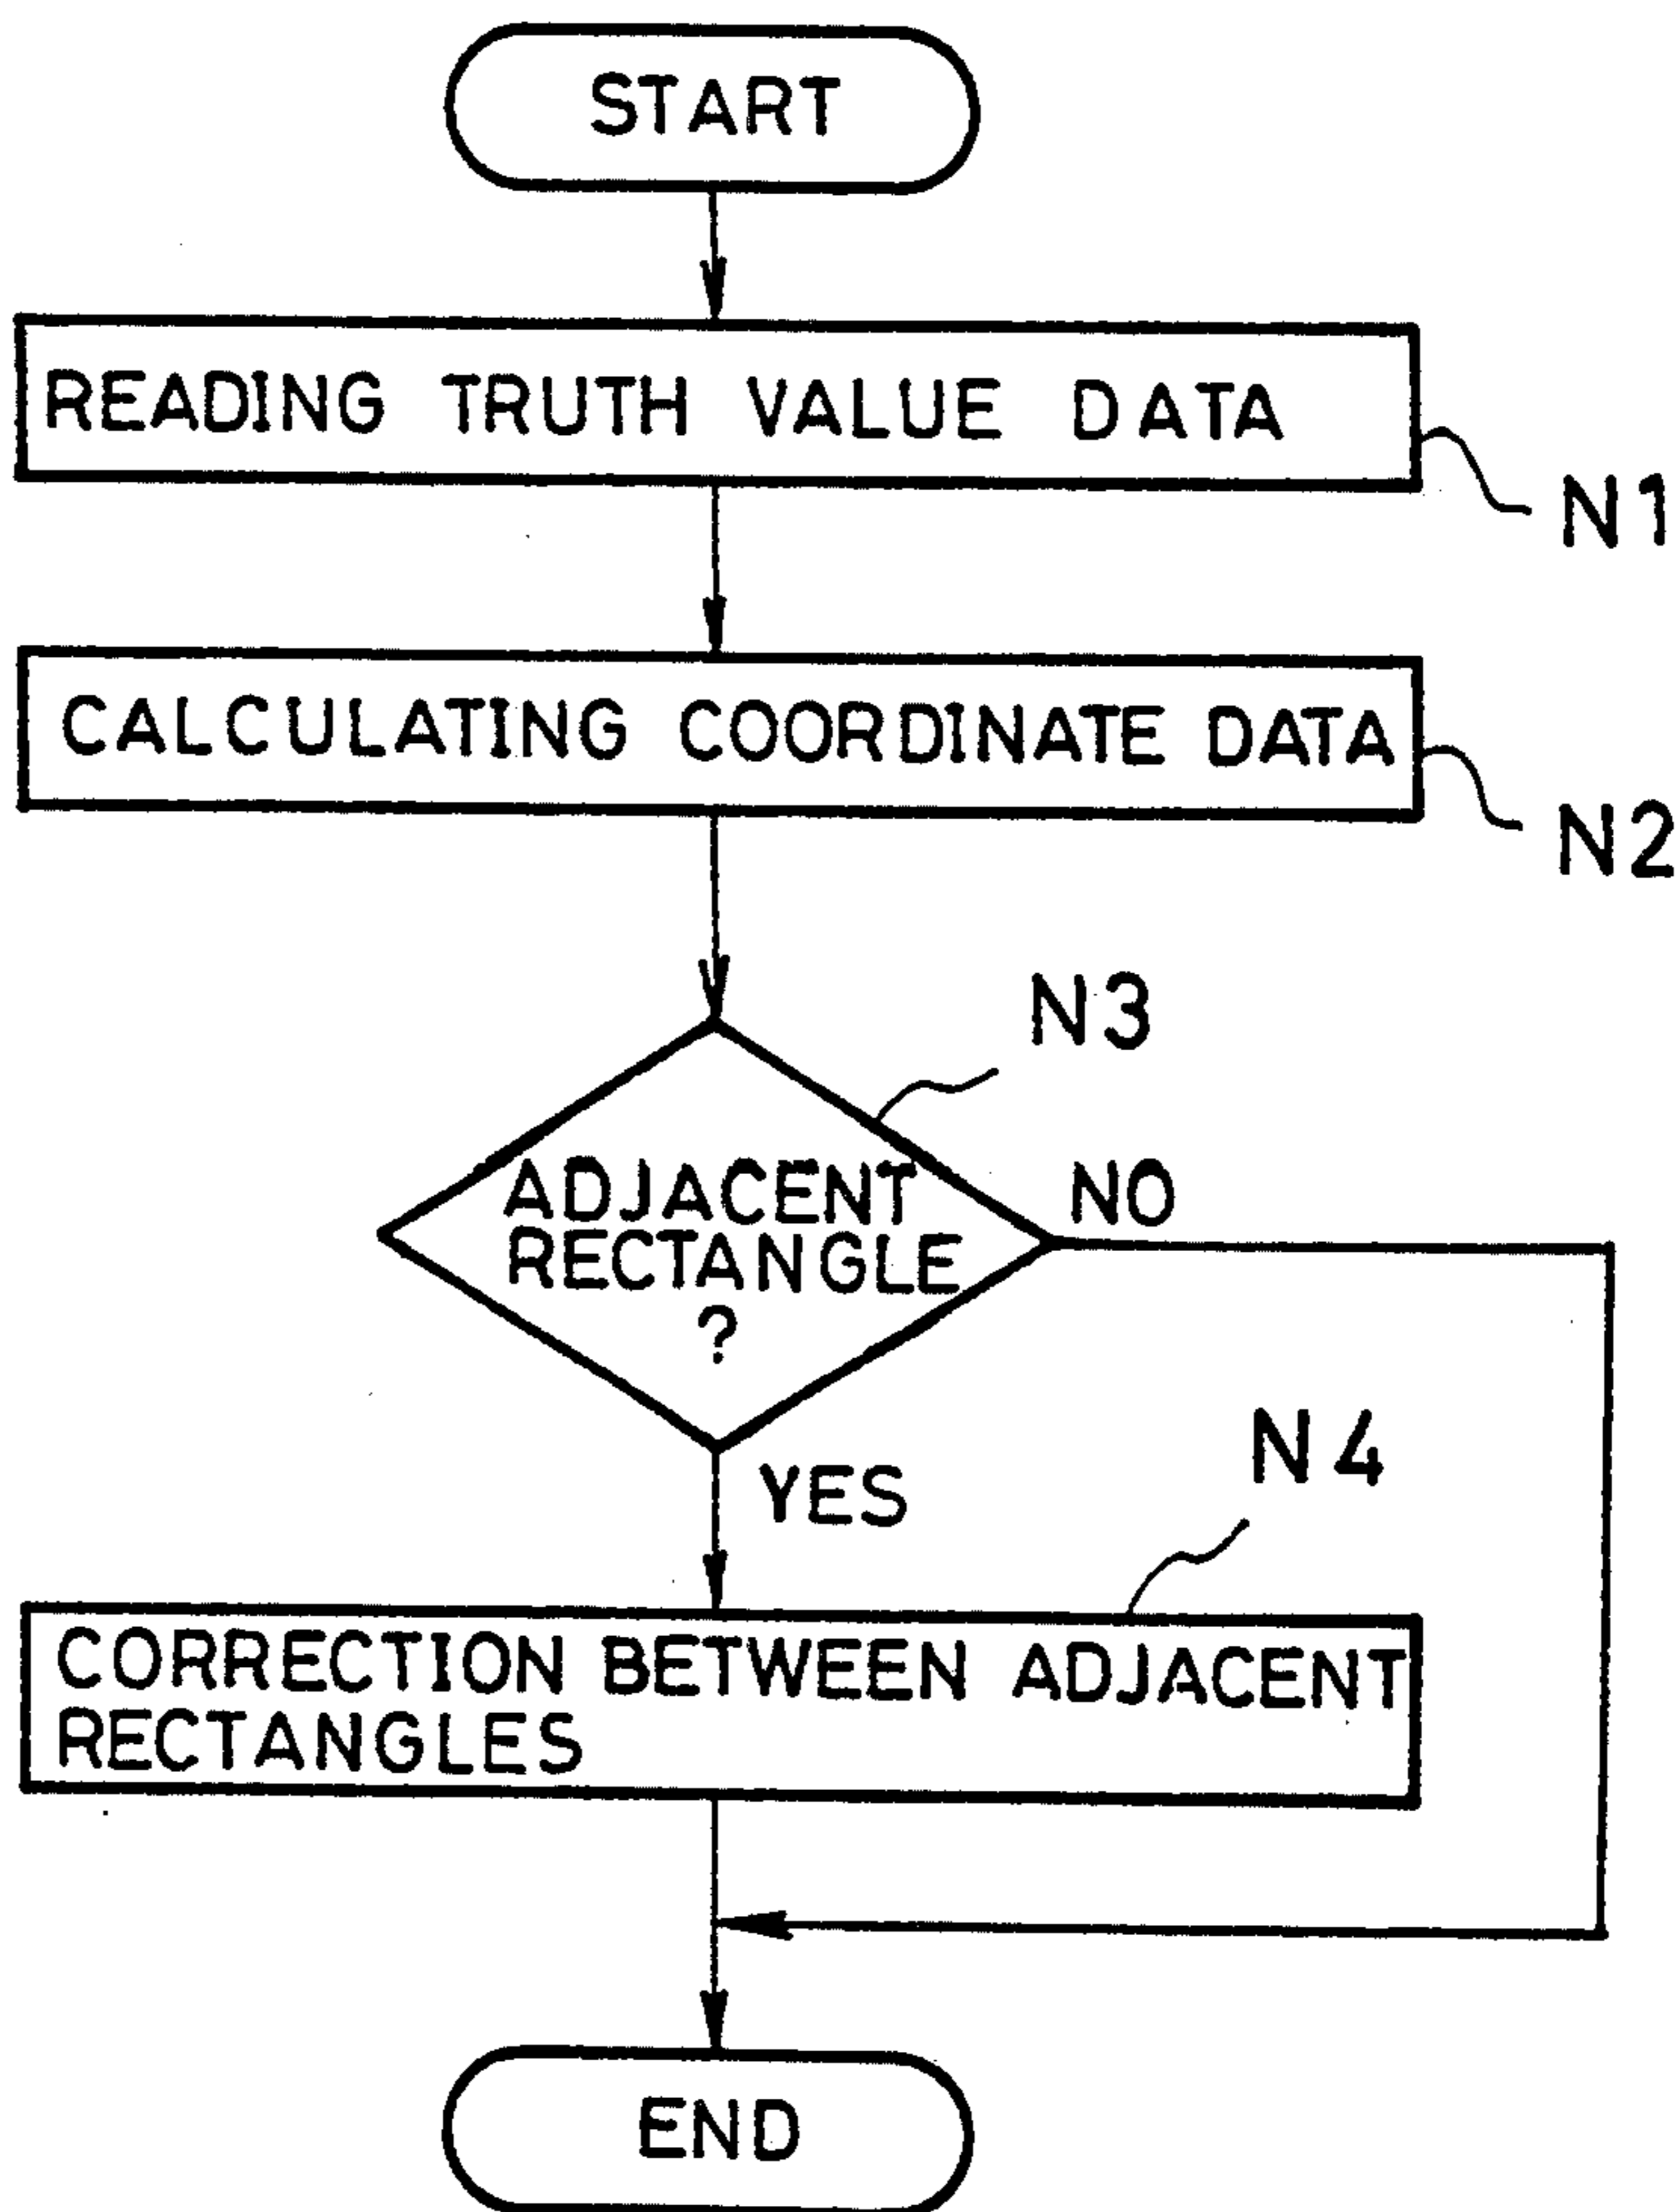 START
READING TRUTH VALUE DATA
N1
CALCULATING COORDINATE DATA
N2
N3
ADJACENT
RECTANGLE
?
NO
YES
N4
CORRECTION BETWEEN ADJACENT
RECTANGLES
END